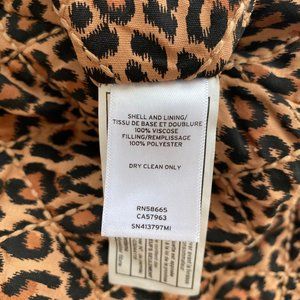 SHELL AND LINING/
TISSU DE BASE ET DOUBLURE
100% VISCOSE
FILLING/REMPLISSAGE
100% POLYESTER
DRY CLEAN ONLY
RN58665
CA57963
SN413797MI